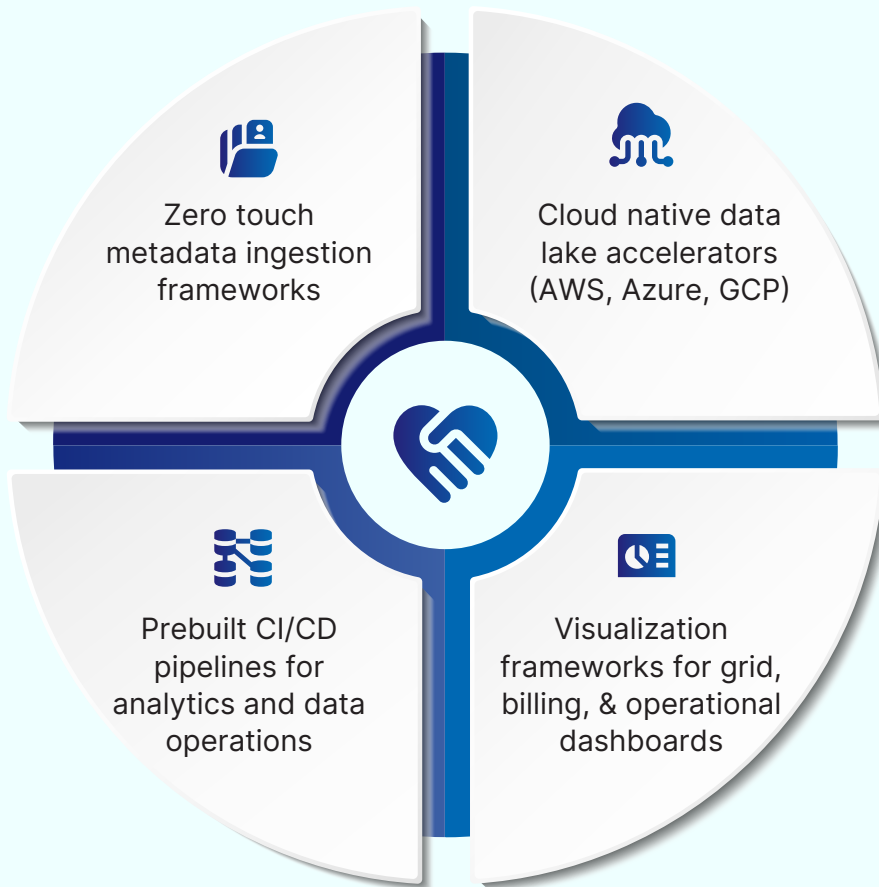 Zero touch
metadata ingestion
frameworks
Cloud native data
lake accelerators
(AWS, Azure, GCP)
Prebuilt CI/CD
pipelines for
analytics and data
operations
Visualization
frameworks for grid,
billing, & operational
dashboards